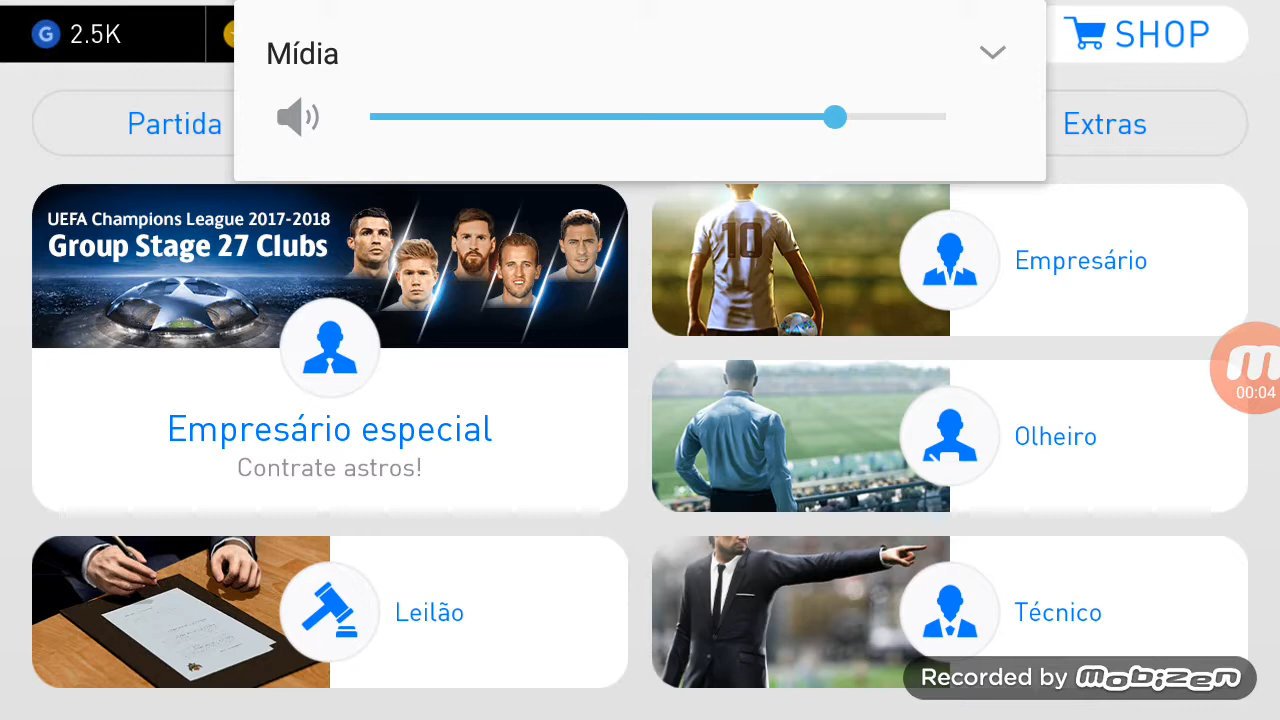 G 2.5K
Mídia
SHOP
Partida
Extras
UEFA Champions League 2017-2018
Group Stage 27 Clubs
10
Empresário
Empresário especial
Contrate astros!
00:04
Olheiro
Leilão
Técnico
Recorded by mobizen